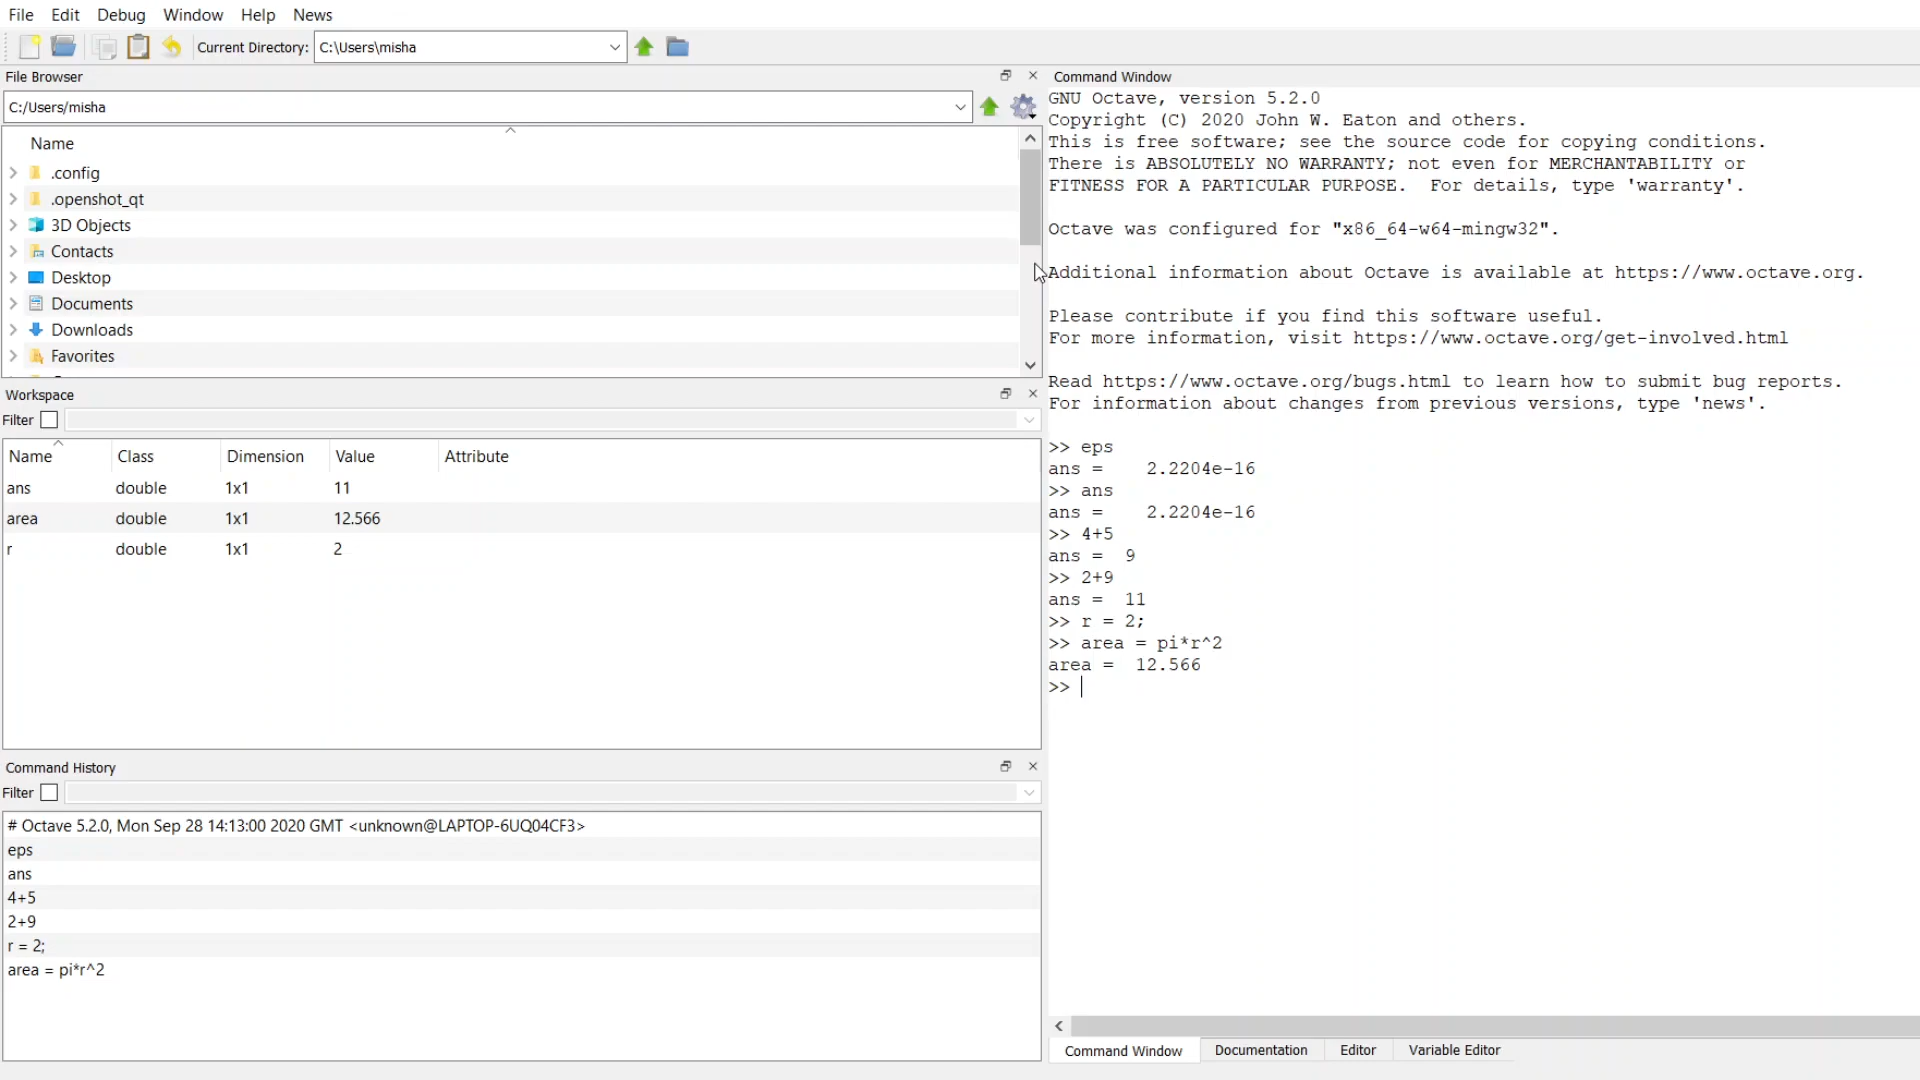 File Edit Debug Window Help News
Current Directory: C:\Users\misha
File Browser
C:/Users/misha
Name
.config
.openshot_qt
3D Objects
Contacts
Desktop
Documents
Downloads
Favorites
Workspace
Filter
Name Class Dimension Value Attribute
ans double 1x1 11
area double 1x1 12.566
r double 1x1 2
Command History
Filter
# Octave 5.2.0, Mon Sep 28 14:13:00 2020 GMT <unknown@LAPTOP-6UQ04CF3>
eps
ans
4+5
2+9
r = 2;
area = pi*r^2
Command Window
GNU Octave, version 5.2.0
Copyright (C) 2020 John W. Eaton and others.
This is free software; see the source code for copying conditions.
There is ABSOLUTELY NO WARRANTY; not even for MERCHANTABILITY or
FITNESS FOR A PARTICULAR PURPOSE.  For details, type 'warranty'.
Octave was configured for "x86_64-w64-mingw32".
Additional information about Octave is available at https://www.octave.org.
Please contribute if you find this software useful.
For more information, visit https://www.octave.org/get-involved.html
Read https://www.octave.org/bugs.html to learn how to submit bug reports.
For information about changes from previous versions, type 'news'.
>> eps
ans =    2.2204e-16
>> ans
ans =    2.2204e-16
>> 4+5
ans =  9
>> 2+9
ans =  11
>> r = 2;
>> area = pi*r^2
area =  12.566
>>
Command Window Documentation Editor Variable Editor